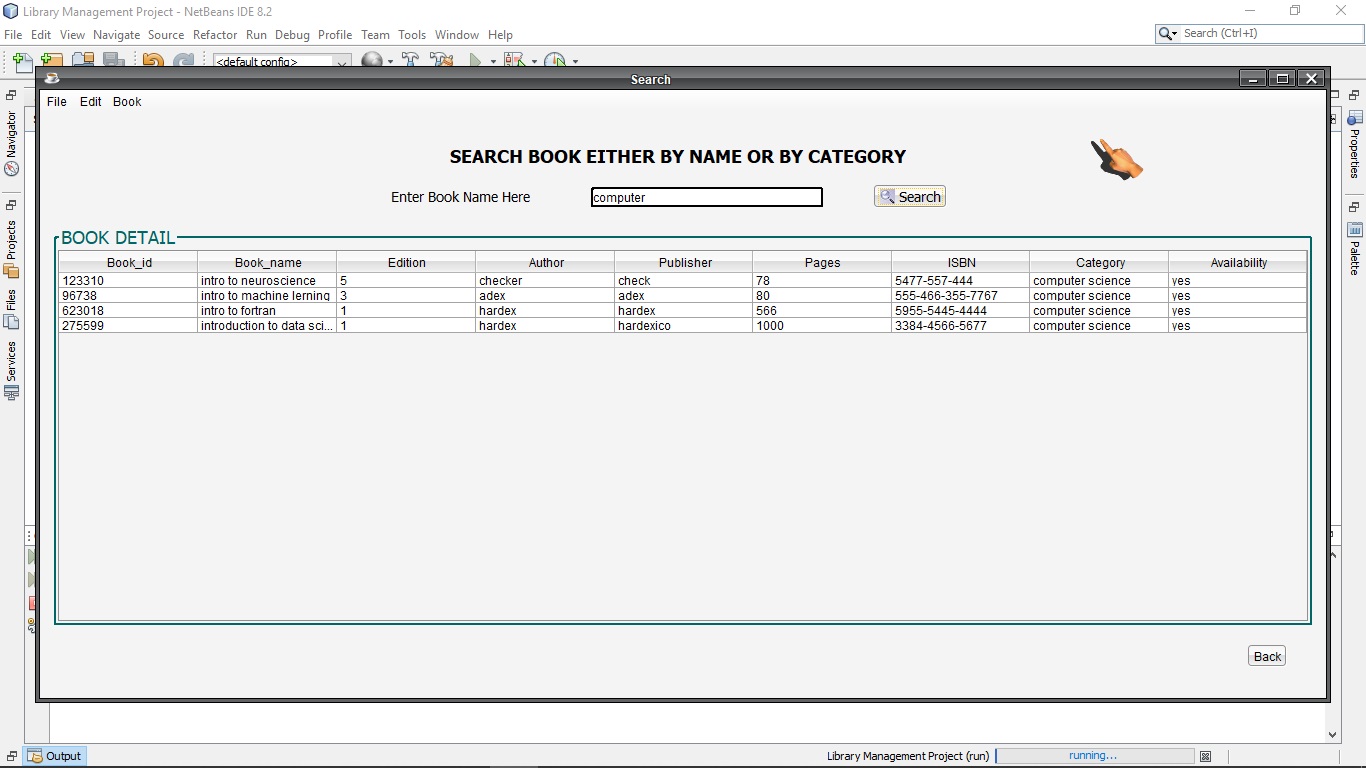 Library Management Project - NetBeans IDE 8.2
File Edit View Navigate Source Refactor Run Debug Profile Team Tools Window Help
Search (Ctrl+I)
<default config>
Search
File Edit Book
SEARCH BOOK EITHER BY NAME OR BY CATEGORY
Enter Book Name Here computer Search
BOOK DETAIL
Book_id Book_name Edition Author Publisher Pages ISBN Category Availability
123310 intro to neuroscience 5 checker check 78 5477-557-444 computer science yes
96738 intro to machine lerning 3 adex adex 80 555-466-355-7767 computer science yes
623018 intro to fortran 1 hardex hardex 566 5955-5445-4444 computer science yes
275599 introduction to data sci... 1 hardex hardexico 1000 3384-4566-5677 computer science yes
Back
Navigator
Projects
Files
Services
Properties
Palette
Output
Library Management Project (run) running...